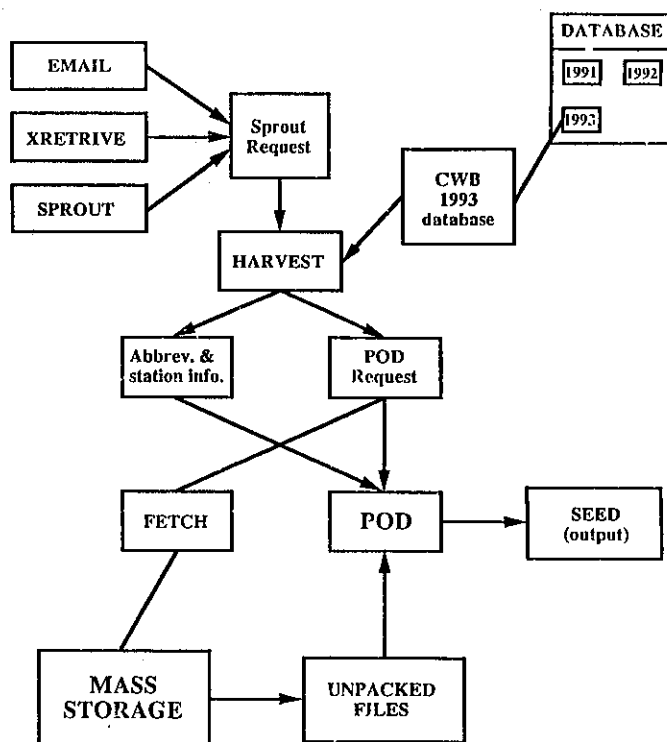 DATABASE
EMAIL
1991
1992
XRETRIVE
Sprout
Request
1993
SPROUT
CWB
1993
database
HARVEST
Abbrev. &
station info.
POD
Request
FETCH
POD
SEED
(output)
MASS
STORAGE
UNPACKED
FILES